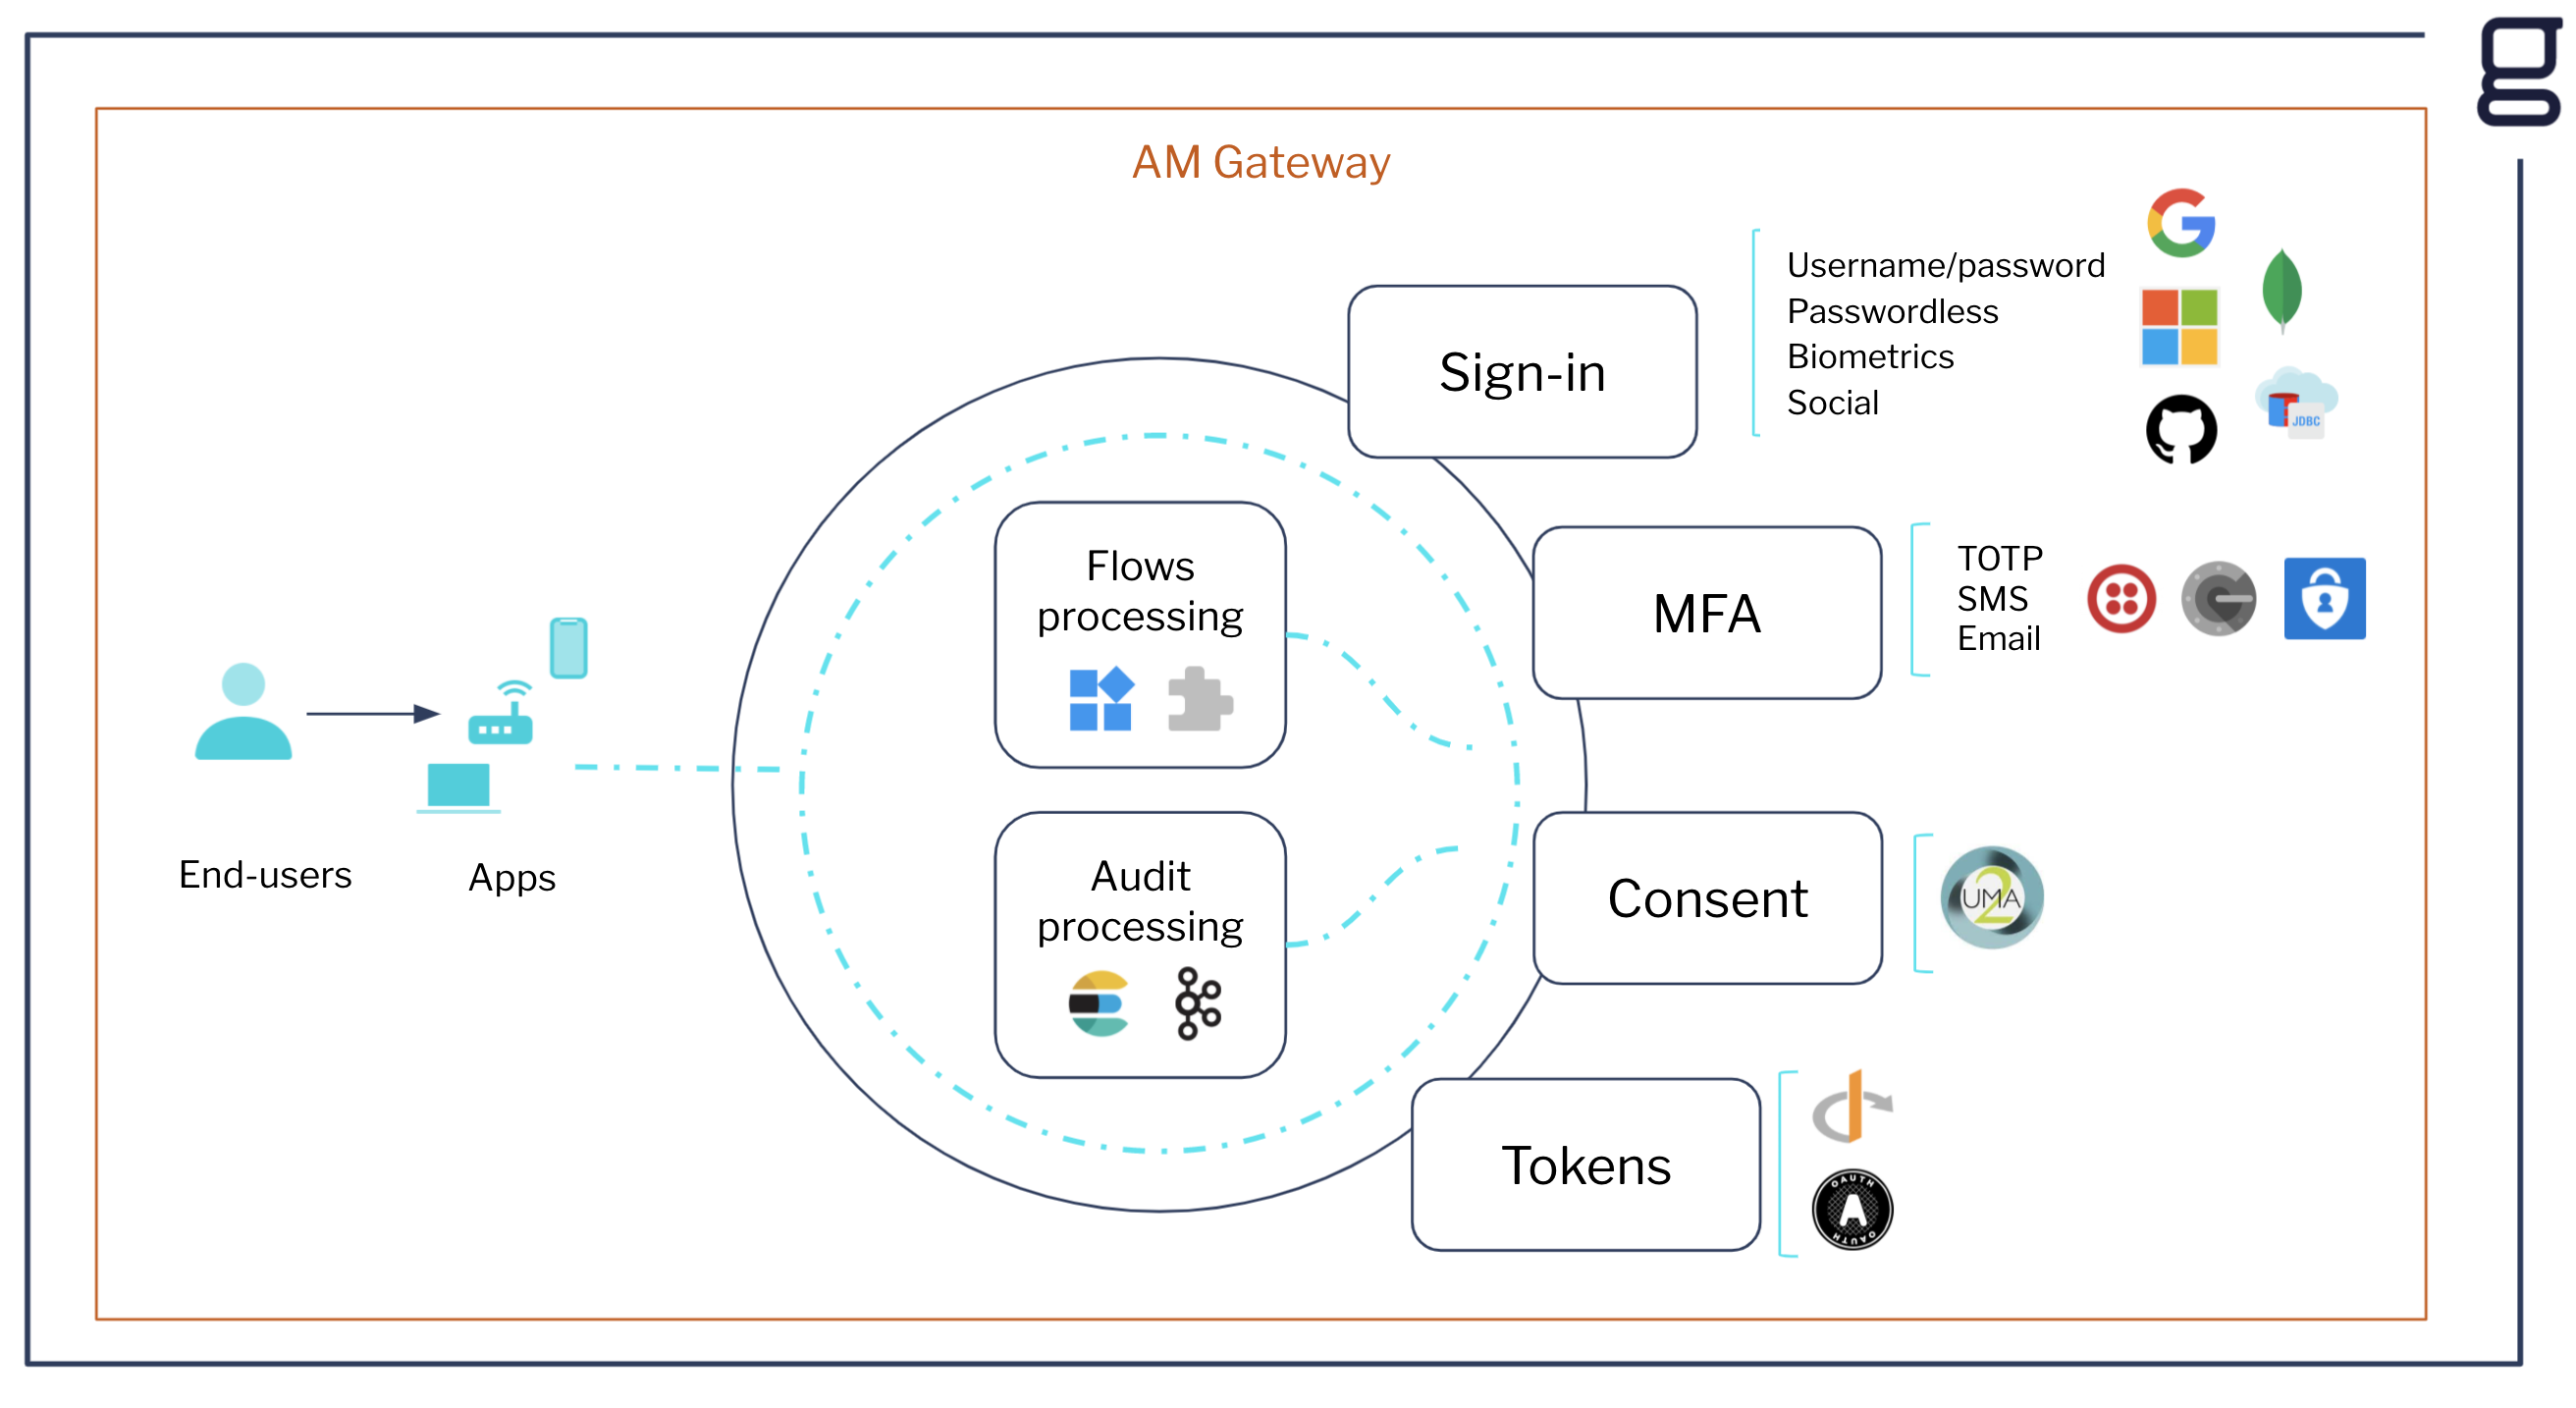 AM Gateway
Username/password
Passwordless
Biometrics
Social
Sign-in
JDBC
Flows
processing
TOTP
SMS
Email
MFA
End-users
Apps
Audit
processing
Consent
UMA
2
Tokens
OAUTH
A
OAUTH